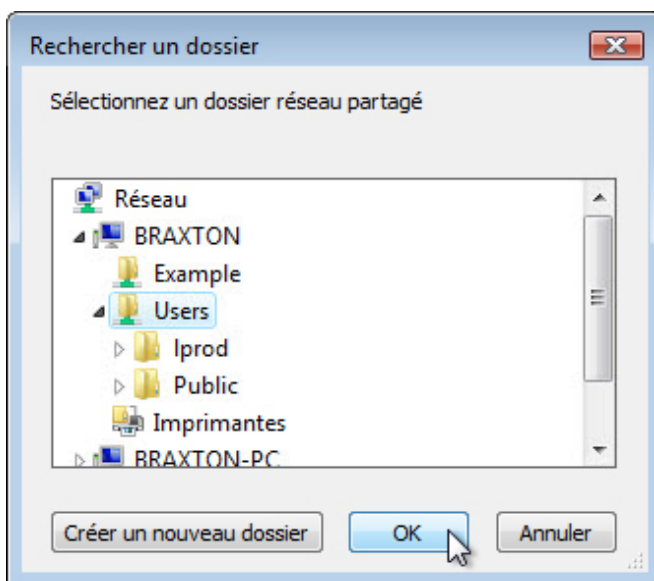 Rechercher un dossier
Sélectionnez un dossier réseau partagé
Réseau
BRAXTON
Example
Users
lprod
Public
Imprimantes
BRAXTON-PC
Créer un nouveau dossier OK Annuler